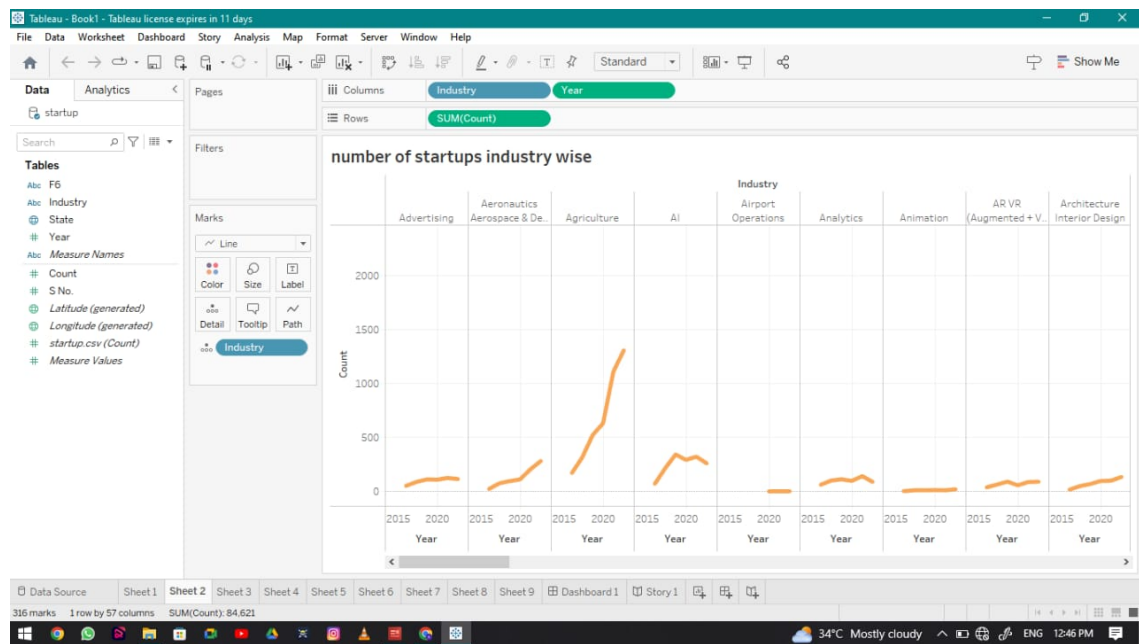 Tableau - Book1 - Tableau license expires in 11 days
File Data Worksheet Dashboard Story Analysis Map Format Server Window Help
Standard
Show Me
Data Analytics
startup
Search
Tables
Abc F6
Abc Industry
State
# Year
Abc Measure Names
# Count
# S No.
Latitude (generated)
Longitude (generated)
# startup.csv (Count)
# Measure Values
Pages
Filters
Marks
Line
Color Size Label
Detail Tooltip Path
Industry
Columns Industry Year
Rows SUM(Count)
number of startups industry wise
Industry
Advertising
Aeronautics
Aerospace & De..
Agriculture
AI
Airport
Operations
Analytics
Animation
AR VR
(Augmented + V..
Architecture
Interior Design
Count
2000
1500
1000
500
0
2015 2020 2015 2020 2015 2020 2015 2020 2015 2020 2015 2020 2015 2020 2015 2020 2015 2020
Year Year Year Year Year Year Year Year Year
Data Source Sheet 1 Sheet 2 Sheet 3 Sheet 4 Sheet 5 Sheet 6 Sheet 7 Sheet 8 Sheet 9 Dashboard 1 Story 1
316 marks 1 row by 57 columns SUM(Count): 84,621
34°C Mostly cloudy ENG 12:46 PM